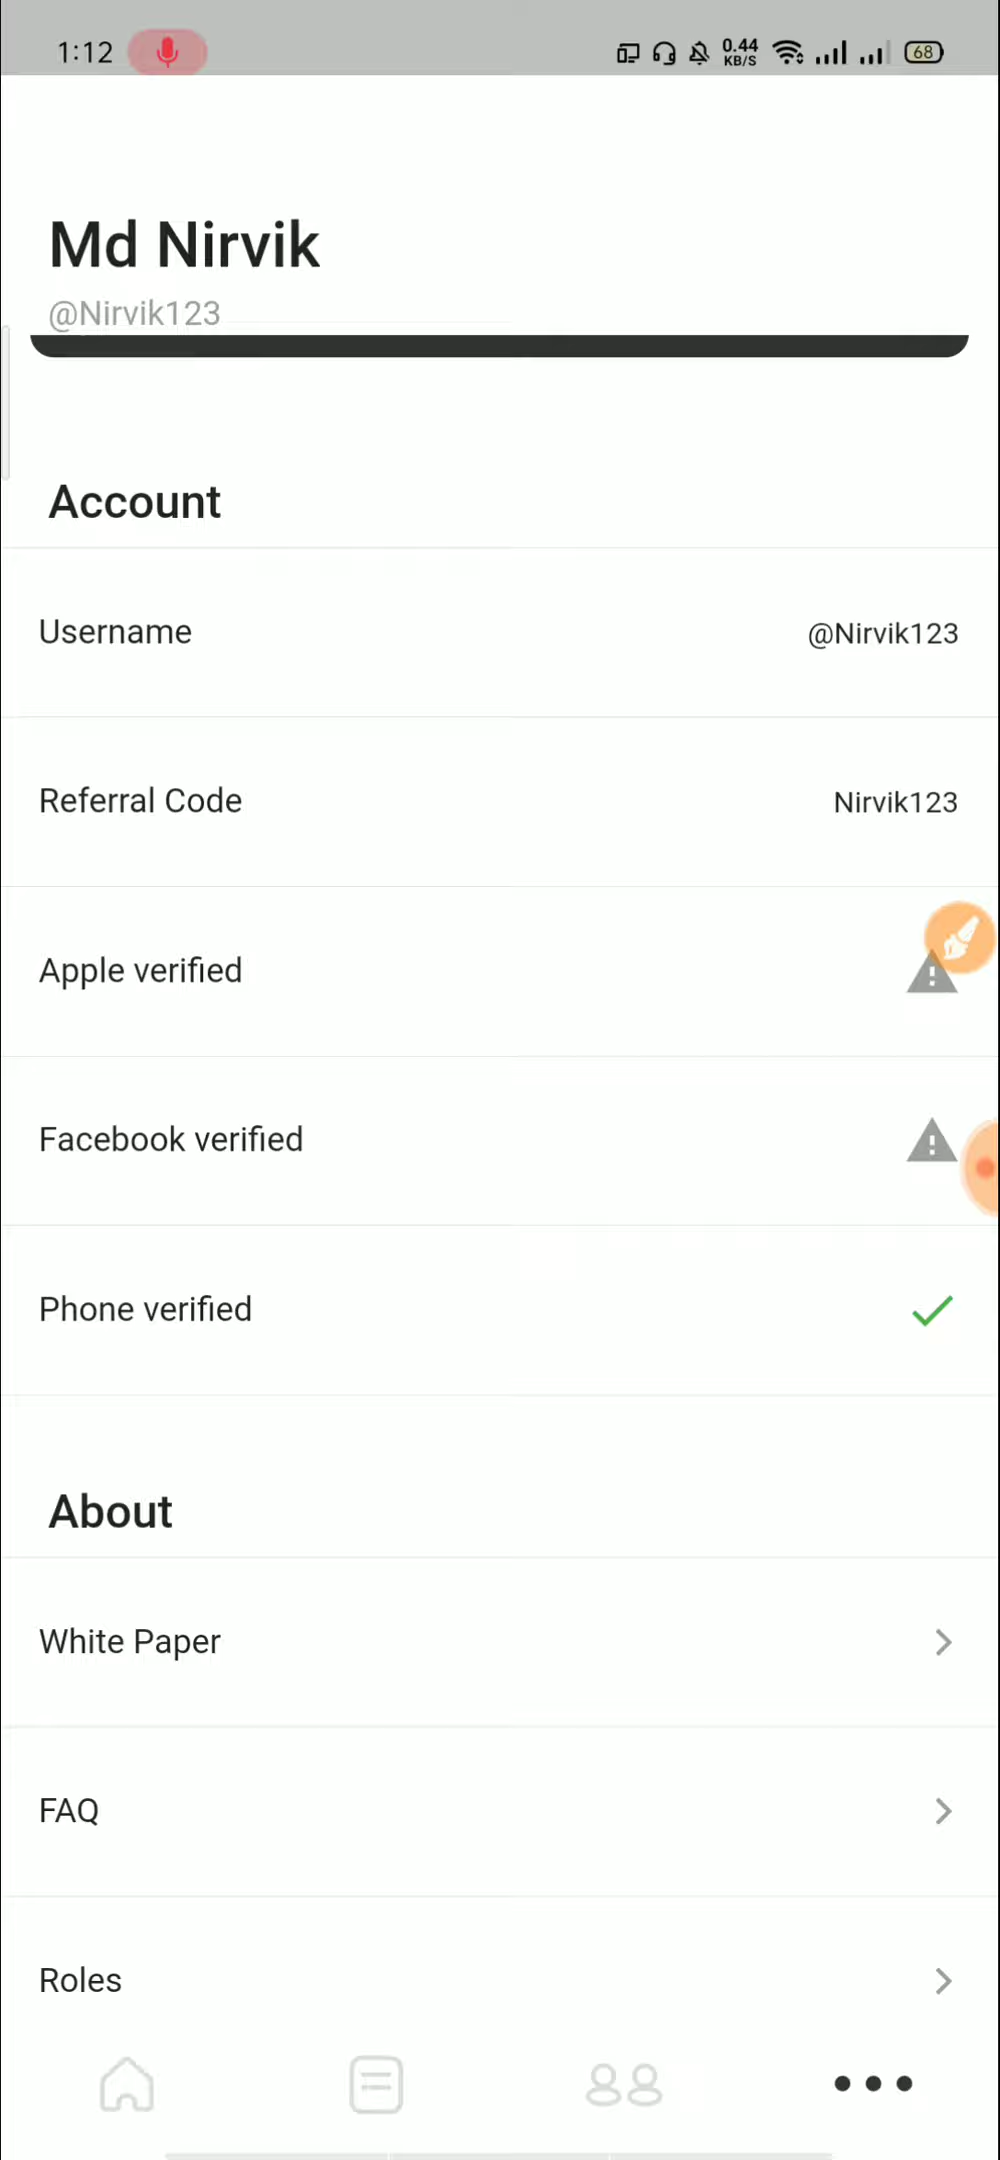 1:12 0.44 KB/S 68
Md Nirvik
@Nirvik123
Account
Username @Nirvik123
Referral Code Nirvik123
Apple verified
Facebook verified
Phone verified
About
White Paper
FAQ
Roles